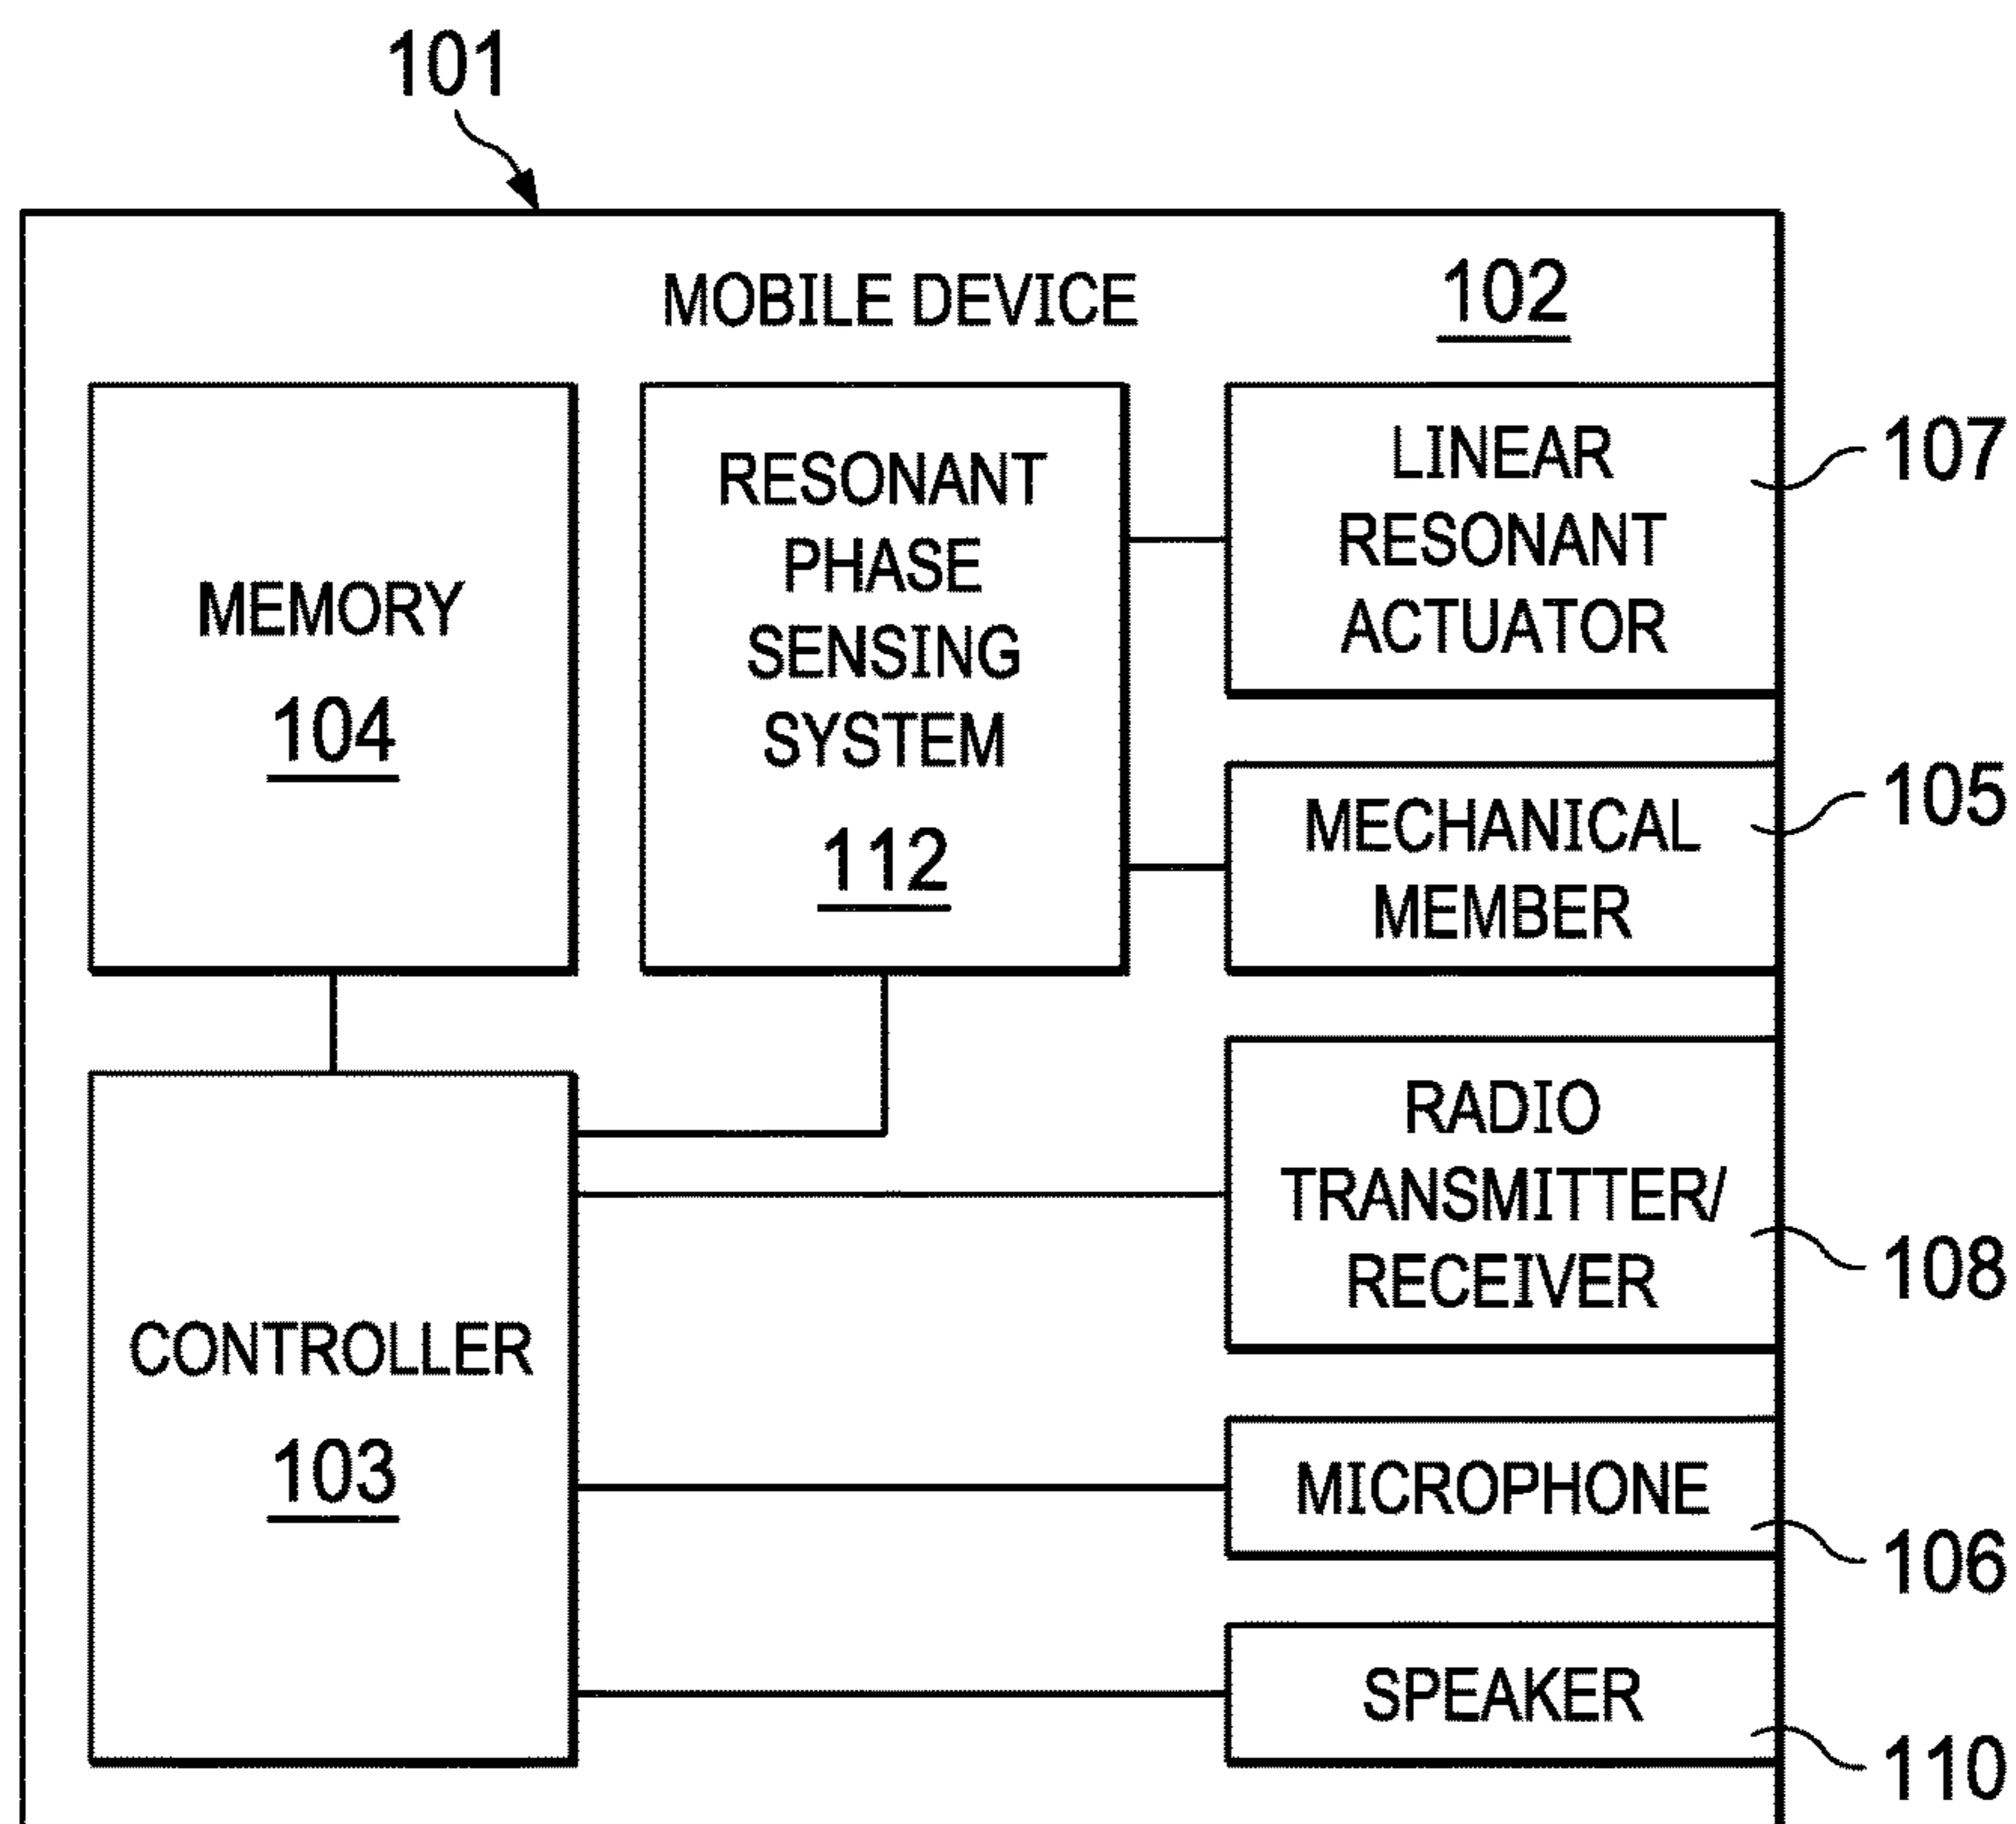 101
MOBILE DEVICE
102
MEMORY
104
RESONANT
PHASE
SENSING
SYSTEM
112
LINEAR
RESONANT
ACTUATOR
107
MECHANICAL
MEMBER
105
CONTROLLER
103
RADIO
TRANSMITTER/
RECEIVER
108
MICROPHONE
106
SPEAKER
110